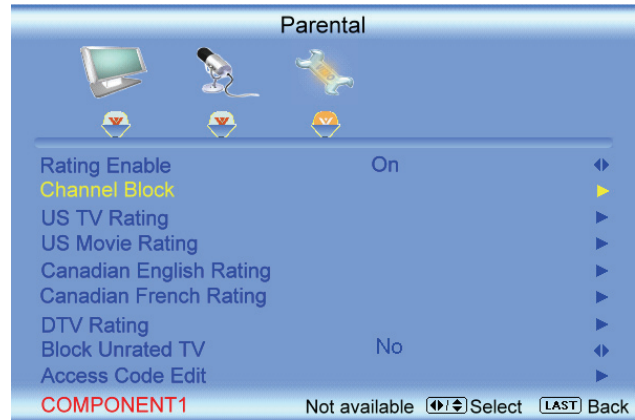 Parental
Rating Enable On
Channel Block
US TV Rating
US Movie Rating
Canadian English Rating
Canadian French Rating
DTV Rating
Block Unrated TV No
Access Code Edit
COMPONENT1 Not available Select LAST Back